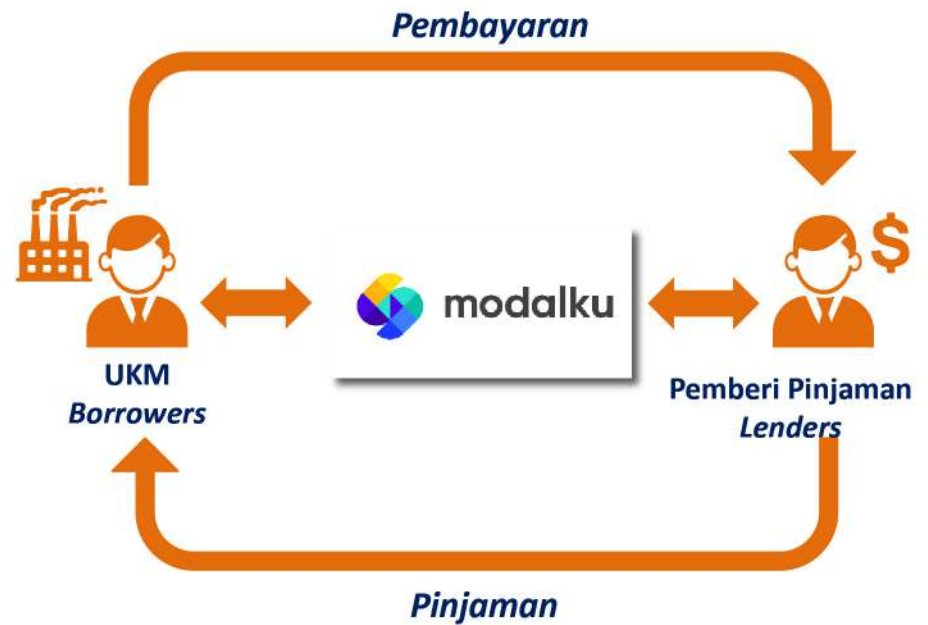 Pembayaran
$
modalku
UKM
Borrowers
Pemberi Pinjaman
Lenders
Pinjaman